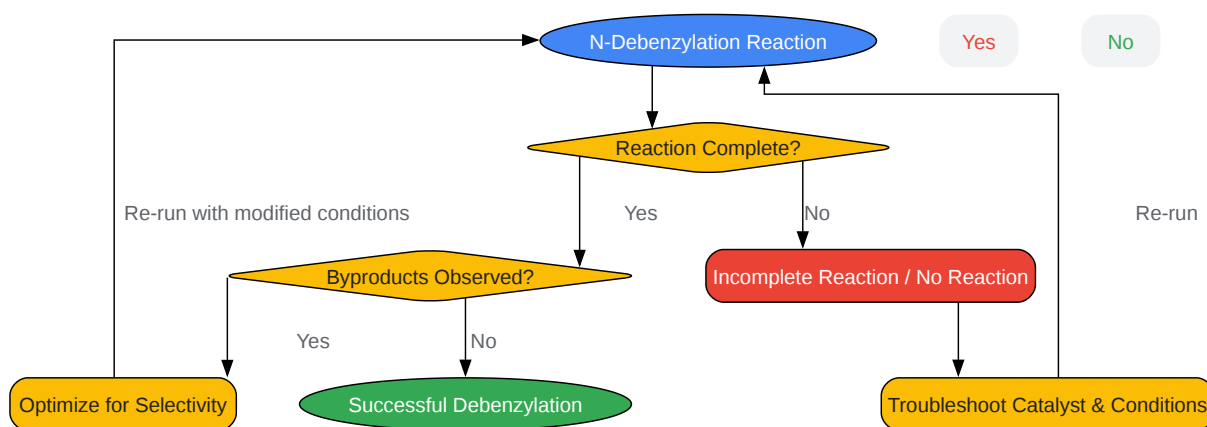 N-Debenzylation Reaction
Yes
No
Reaction Complete?
Re-run with modified conditions
Yes
No
Re-run
Byproducts Observed?
Incomplete Reaction / No Reaction
Yes
No
Optimize for Selectivity
Successful Debenzylation
Troubleshoot Catalyst & Conditions